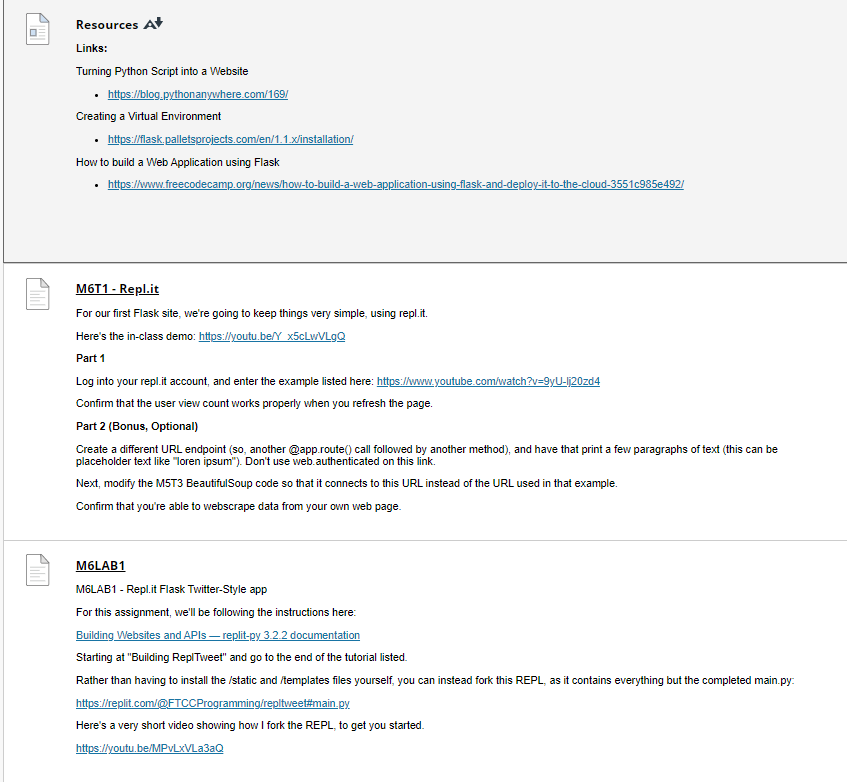 Resources
Links:
Turning Python Script into a Website
https://blog.pythonanywhere.com/169/
Creating a Virtual Environment
https://flask.palletsprojects.com/en/1.1.x/installation/
How to build a Web Application using Flask
https://www.freecodecamp.org/news/how-to-build-a-web-application-using-flask-and-deploy-it-to-the-cloud-3551c985e492/
M6T1 - Repl.it
For our first Flask site, we're going to keep things very simple, using repl.it.
Here's the in-class demo: https://youtu.be/Y_x5cLwVLgQ
Part 1
Log into your repl.it account, and enter the example listed here: https://www.youtube.com/watch?v=9yU-lj20zd4
Confirm that the user view count works properly when you refresh the page.
Part 2 (Bonus, Optional)
Create a different URL endpoint (so, another @app.route() call followed by another method), and have that print a few paragraphs of text (this can be
placeholder text like "loren ipsum"). Don't use web.authenticated on this link.
Next, modify the M5T3 BeautifulSoup code so that it connects to this URL instead of the URL used in that example.
Confirm that you're able to webscrape data from your own web page.
M6LAB1
M6LAB1 - Repl.it Flask Twitter-Style app
For this assignment, we'll be following the instructions here:
Building Websites and APIs — replit-py 3.2.2 documentation
Starting at "Building ReplTweet" and go to the end of the tutorial listed.
Rather than having to install the /static and /templates files yourself, you can instead fork this REPL, as it contains everything but the completed main.py:
https://replit.com/@FTCCProgramming/repltweet#main.py
Here's a very short video showing how I fork the REPL, to get you started.
https://youtu.be/MPvLxVLa3aQ